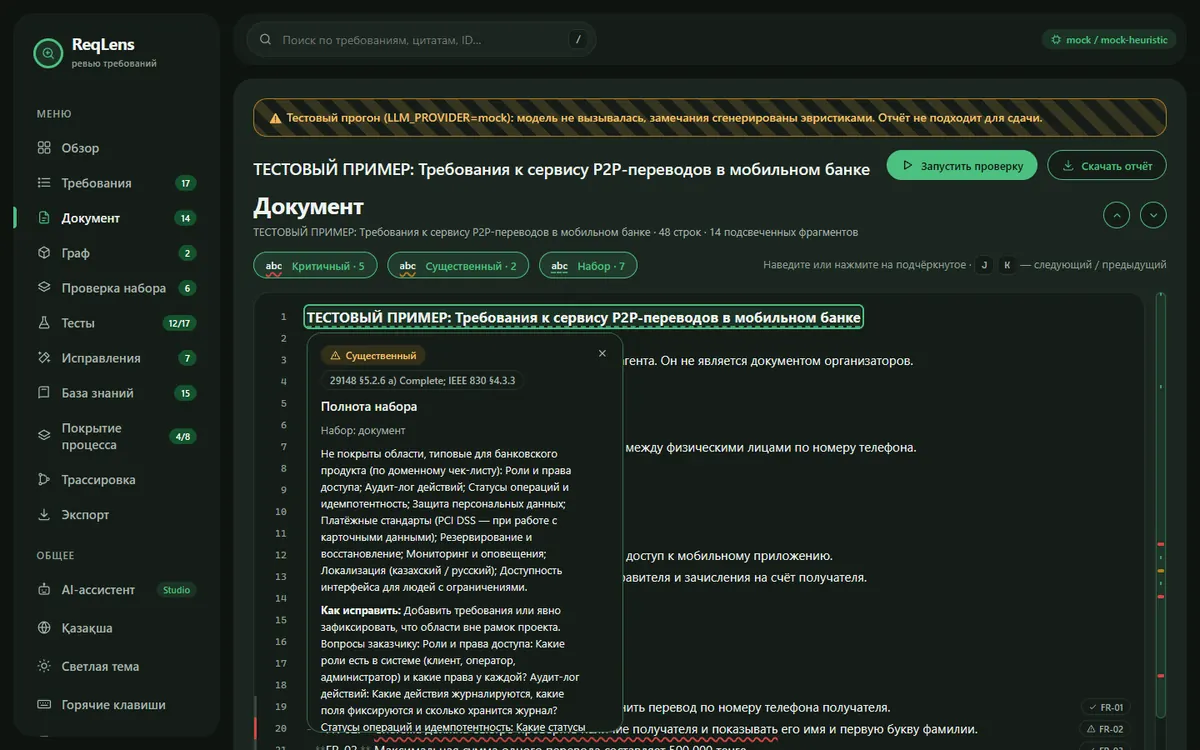 ReqLens
ревью требований
Поиск по требованиям, цитатам, ID...
/
mock / mock-heuristic
МЕНЮ
Обзор
Требования 17
Документ 14
Граф 2
Проверка набора 6
Тесты 12/17
Исправления 7
База знаний 15
Покрытие процесса 4/8
Трассировка
Экспорт
ОБЩЕЕ
AI-ассистент Studio
Қазақша
Светлая тема
Горячие клавиши
Тестовый прогон (LLM_PROVIDER=mock): модель не вызывалась, замечания сгенерированы эвристиками. Отчёт не подходит для сдачи.
ТЕСТОВЫЙ ПРИМЕР: Требования к сервису P2P-переводов в мобильном банке
Запустить проверку
Скачать отчёт
Документ
ТЕСТОВЫЙ ПРИМЕР: Требования к сервису P2P-переводов в мобильном банке · 48 строк · 14 подсвеченных фрагментов
abc Критичный · 5
abc Существенный · 2
abc Набор · 7
Наведите или нажмите на подчёркнутое · J K — следующий / предыдущий
1 ТЕСТОВЫЙ ПРИМЕР: Требования к сервису P2P-переводов в мобильном банке
2
3 гента. Он не является документом организаторов.
4
5
6
7 между физическими лицами по номеру телефона.
8
9
10
11
12 доступ к мобильному приложению.
13 равителя и зачисления на счёт получателя.
14
15
16
17
18
19 нить перевод по номеру телефона получателя. FR-01
20 ние получателя и показывать его имя и первую букву фамилии. FR-02
21 **FR-03.** Максимальная сумма одного перевода составляет 500 000 тенге. FR-03
Существенный
29148 §5.2.6 a) Complete; IEEE 830 §4.3.3
Полнота набора
Набор: документ
Не покрыты области, типовые для банковского
продукта (по доменному чек-листу): Роли и права
доступа; Аудит-лог действий; Статусы операций и
идемпотентность; Защита персональных данных;
Платёжные стандарты (PCI DSS — при работе с
карточными данными); Резервирование и
восстановление; Мониторинг и оповещения;
Локализация (казахский / русский); Доступность
интерфейса для людей с ограничениями.
Как исправить: Добавить требования или явно
зафиксировать, что области вне рамок проекта.
Вопросы заказчику: Роли и права доступа: Какие
роли есть в системе (клиент, оператор,
администратор) и какие права у каждой? Аудит-лог
действий: Какие действия журналируются, какие
поля фиксируются и сколько хранится журнал?
Статусы операций и идемпотентность: Какие статусы